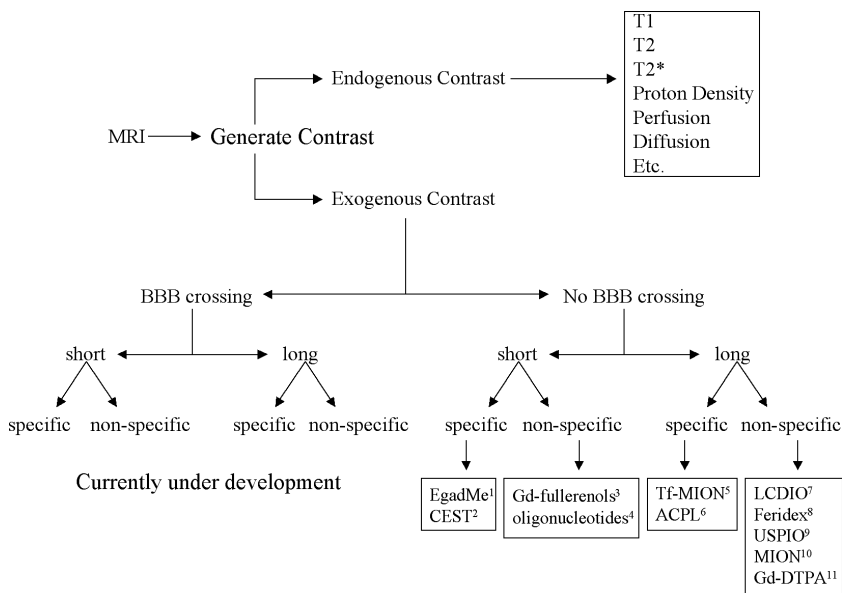 T1
T2
T2*
Proton Density
Perfusion
Diffusion
Etc.
Endogenous Contrast
MRI
Generate Contrast
Exogenous Contrast
BBB crossing
No BBB crossing
short
long
short
long
specific
non-specific
specific
non-specific
specific
non-specific
specific
non-specific
Currently under development
EgadMe¹
CEST²
Gd-fullerenols³
oligonucleotides⁴
Tf-MION⁵
ACPL⁶
LCDIO⁷
Feridex⁸
USPIO⁹
MION¹⁰
Gd-DTPA¹¹